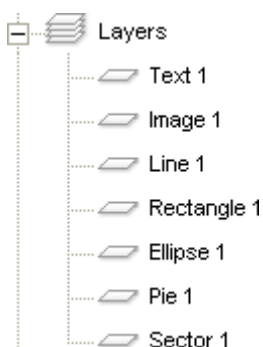 Layers
Text 1
Image 1
Line 1
Rectangle 1
Ellipse 1
Pie 1
Sector 1